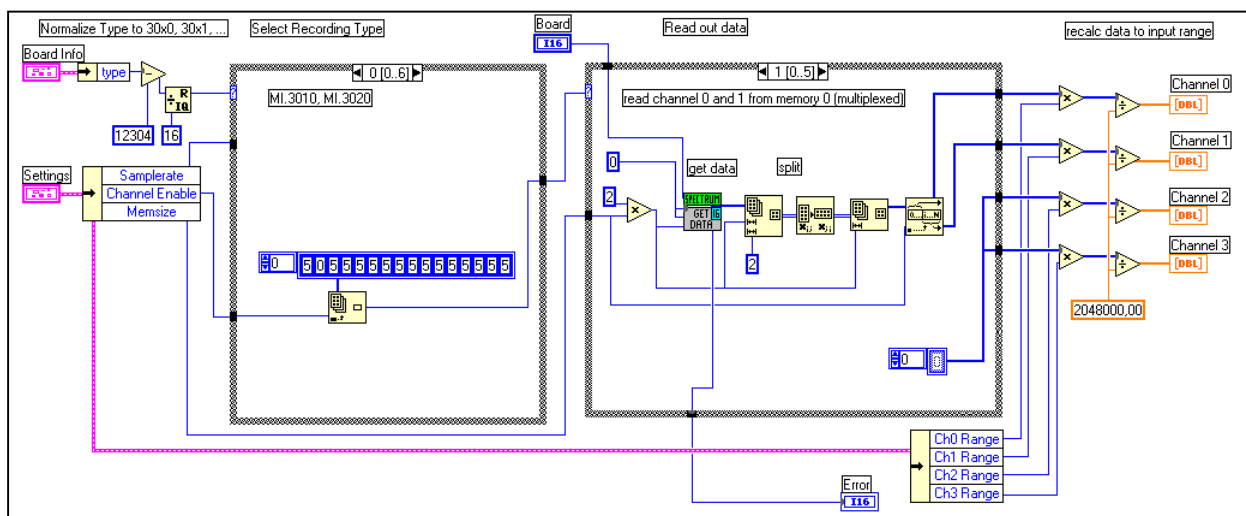 Normalize Type to 30x0, 30x1, ...
Select Recording Type
Board
I16
Read out data
recalc data to input range
Board Info
type
R
IQ
12304
16
0 [0..6]
MI.3010, MI.3020
1 [0..5]
read channel 0 and 1 from memory 0 (multiplexed)
Channel 0
[DBL]
Channel 1
[DBL]
Channel 2
[DBL]
Channel 3
[DBL]
Settings
Samplerate
Channel Enable
Memsize
0
get data
split
2
SPECTRUM
GET
DATA
2
0
5 0 5 5 5 5 5 5 5 5 5 5 5 5 5 5
0
0
2048000,00
Ch0 Range
Ch1 Range
Ch2 Range
Ch3 Range
Error
I16